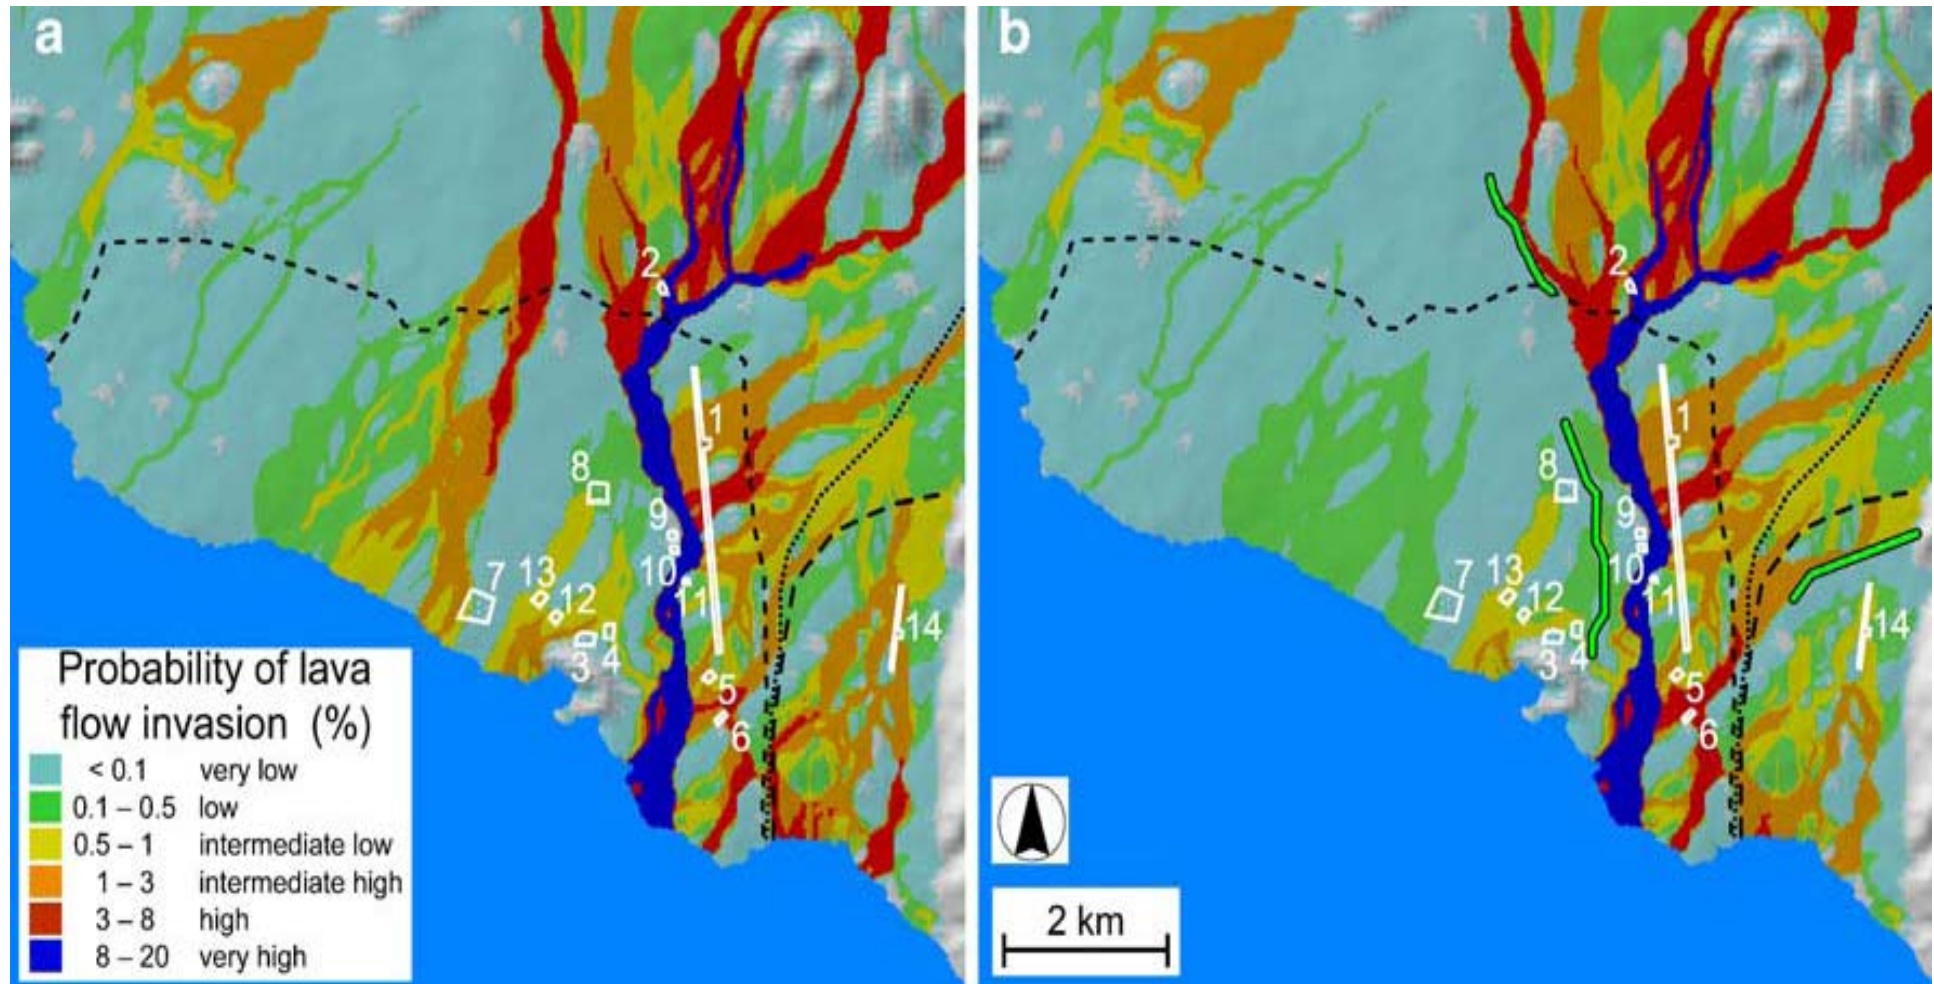 a
2
1
8
9
10
11
7
13
12
3
4
5
6
14
Probability of lava
flow invasion (%)
< 0.1 very low
0.1 – 0.5 low
0.5 – 1 intermediate low
1 – 3 intermediate high
3 – 8 high
8 – 20 very high
b
2
1
8
9
10
11
7
13
12
3
4
5
6
14
2 km